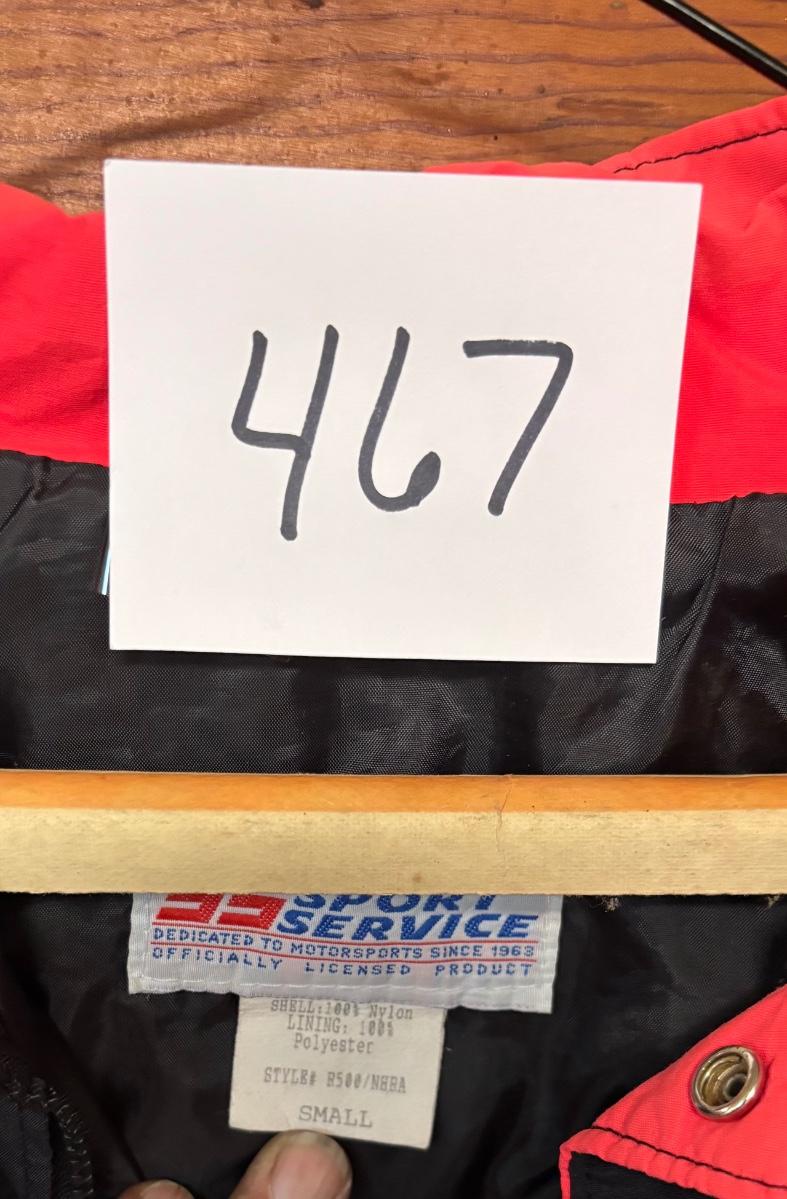 467
SS SPORT
SERVICE
DEDICATED TO MOTORSPORTS SINCE 1963
OFFICIALLY LICENSED PRODUCT
SHELL:100% Nylon
LINING: 100%
Polyester
STYLE# R500/NHRA
SMALL